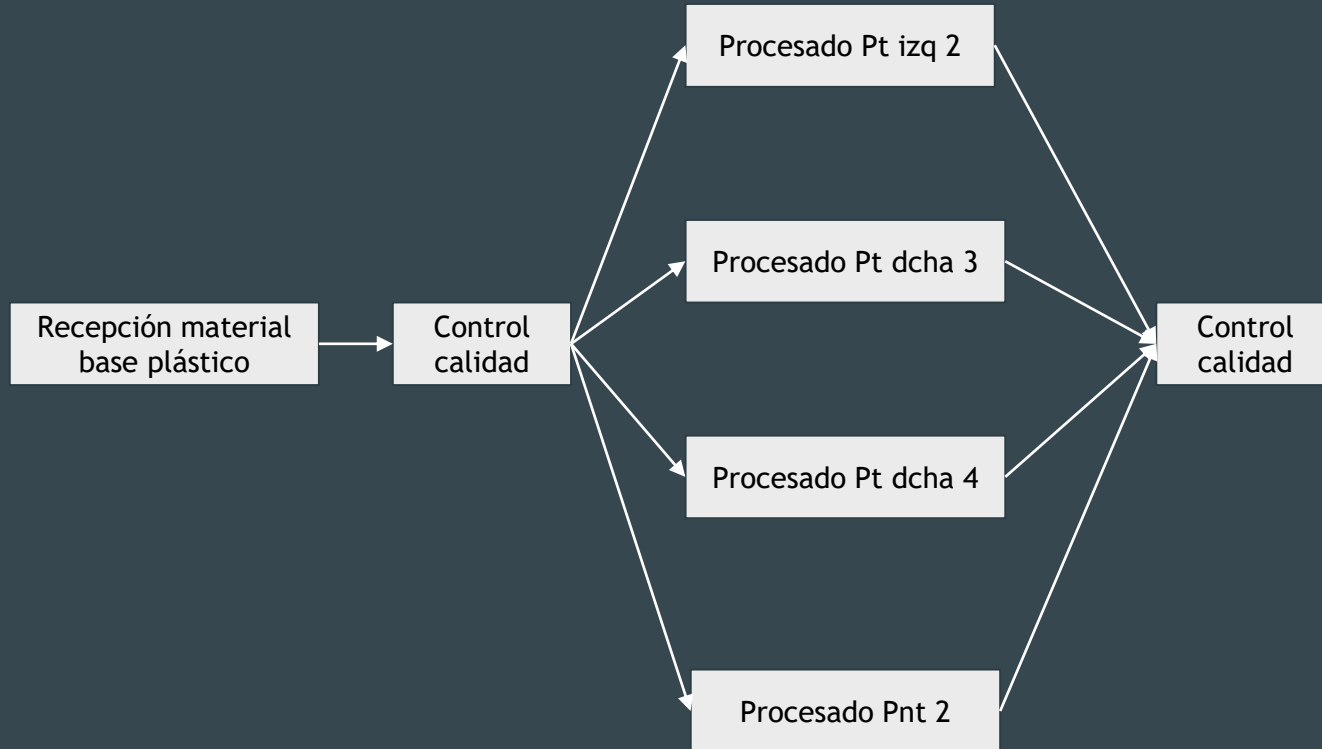 Procesado Pt izq 2
Procesado Pt dcha 3
Recepción material
base plástico
Control
calidad
Control
calidad
Procesado Pt dcha 4
Procesado Pnt 2